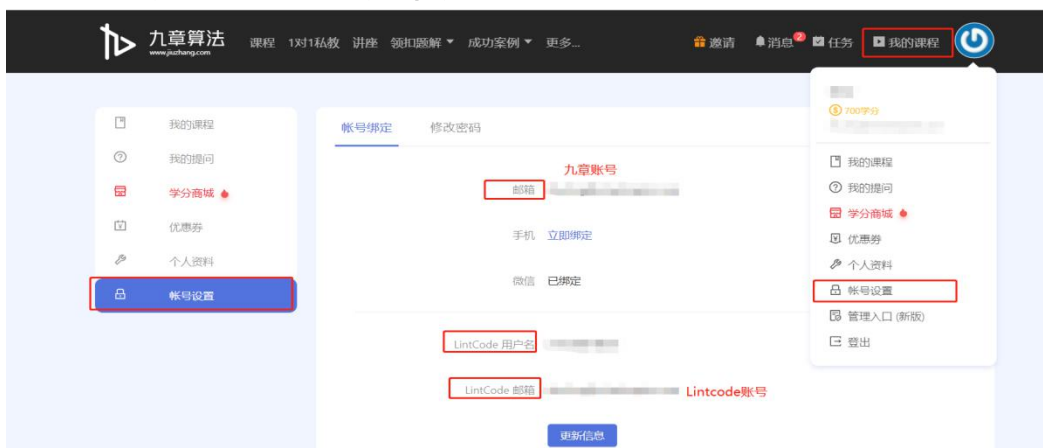 九章算法
www.jiuzhang.com
课程 1对1私教 讲座 领扣题解 成功案例 更多...
邀请 消息 2 任务 我的课程
700学分
我的课程
我的提问
学分商城
优惠券
个人资料
帐号设置
帐号绑定 修改密码
九章账号
邮箱
手机 立即绑定
微信 已绑定
LintCode 用户名
LintCode 邮箱
Lintcode账号
更新信息
我的课程
我的提问
学分商城
优惠券
个人资料
帐号设置
管理入口 (新版)
登出